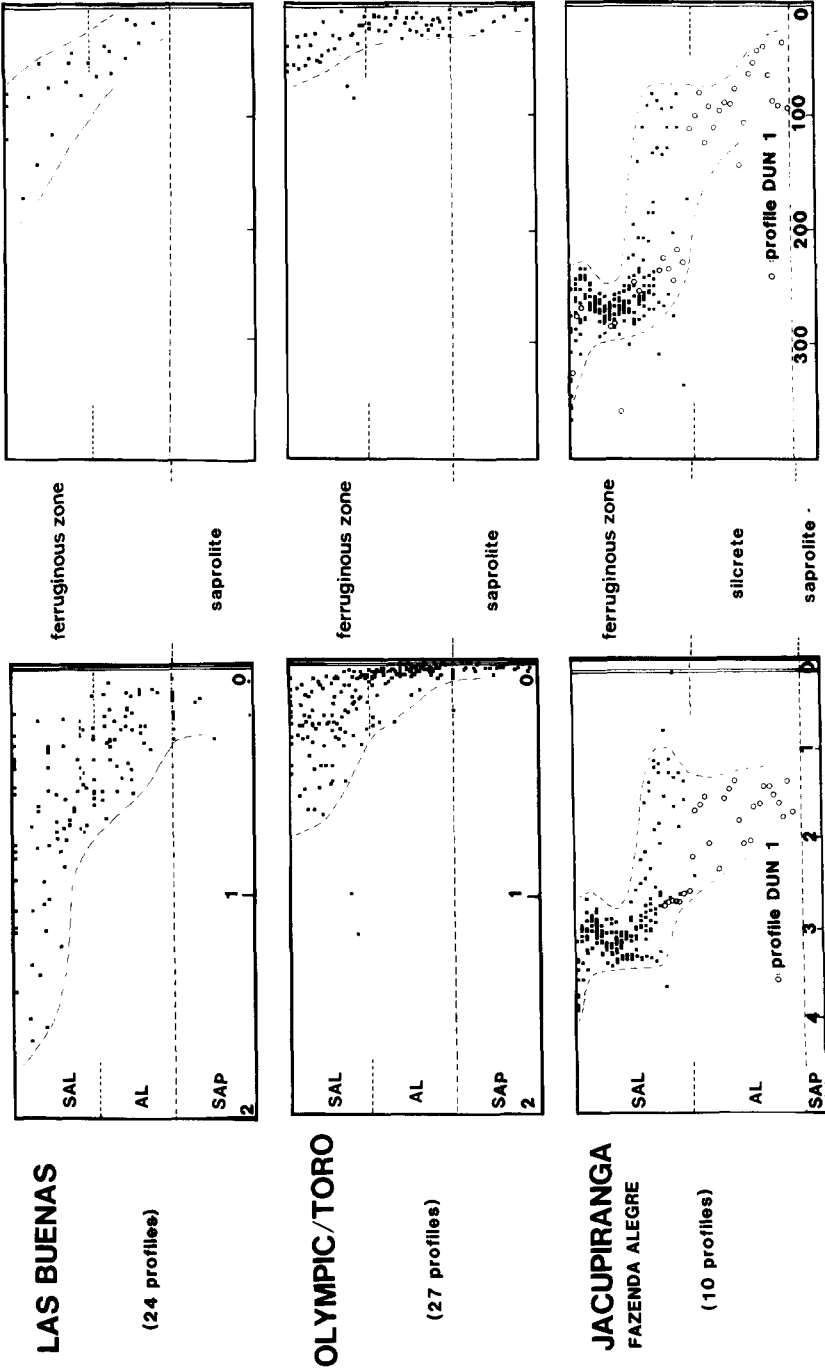 LAS BUENAS
(24 profiles)
SAL
AL
SAP
2
1
0
ferruginous zone
saprolite
OLYMPIC/TORO
(27 profiles)
SAL
AL
SAP
2
1
0
ferruginous zone
saprolite
JACUPIRANGA
FAZENDA ALEGRE
(10 profiles)
SAL
AL
SAP
profile DUN 1
4
3
2
1
0
ferruginous zone
silcrete
saprolite
profile DUN 1
300
200
100
0